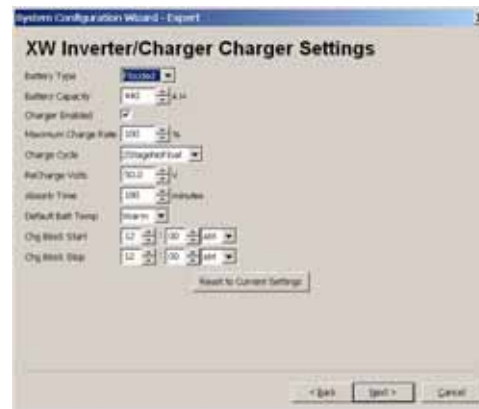 System Configuration Wizard - Expert
XW Inverter/Charger Charger Settings
Battery Type Flooded
Battery Capacity 440 A H
Charger Enabled
Maximum Charge Rate 100 %
Charge Cycle 2StageNoFloat
ReCharge Volts 50.0 V
Absorb Time 180 minutes
Default Batt Temp Warm
Chg Block Start 12 : 00 AM
Chg Block Stop 12 : 00 AM
Reset to Current Settings
< Back Next > Cancel